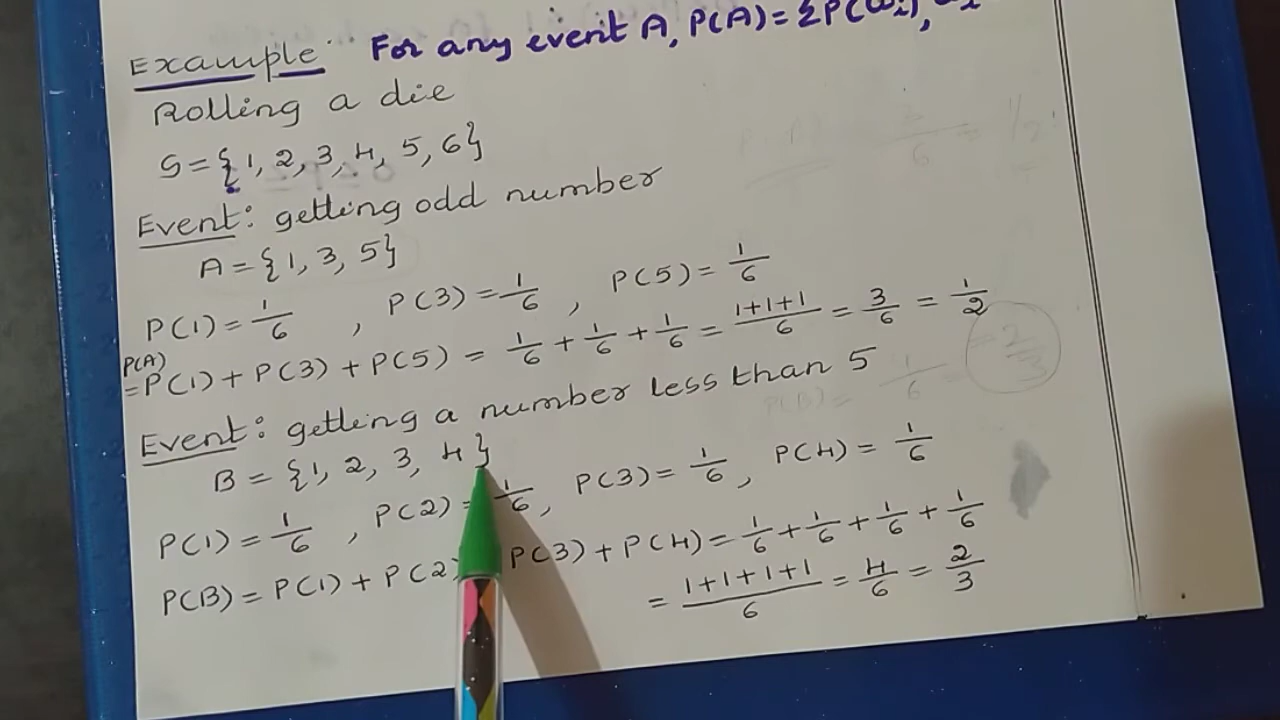 Example: For any event A, P(A) = ΣP(ωi),
Rolling a die
S = {1, 2, 3, 4, 5, 6}
Event: getting odd number
A = {1, 3, 5}
P(1) = 1/6 , P(3) = 1/6 , P(5) = 1/6
P(A)
= P(1) + P(3) + P(5) = 1/6 + 1/6 + 1/6 = 1+1+1/6 = 3/6 = 1/2
Event: getting a number less than 5
B = {1, 2, 3, 4}
P(1) = 1/6 , P(2) = 1/6 , P(3) = 1/6 , P(4) = 1/6
P(B) = P(1) + P(2) P(3) + P(4) = 1/6 + 1/6 + 1/6 + 1/6
= 1+1+1+1/6 = 4/6 = 2/3